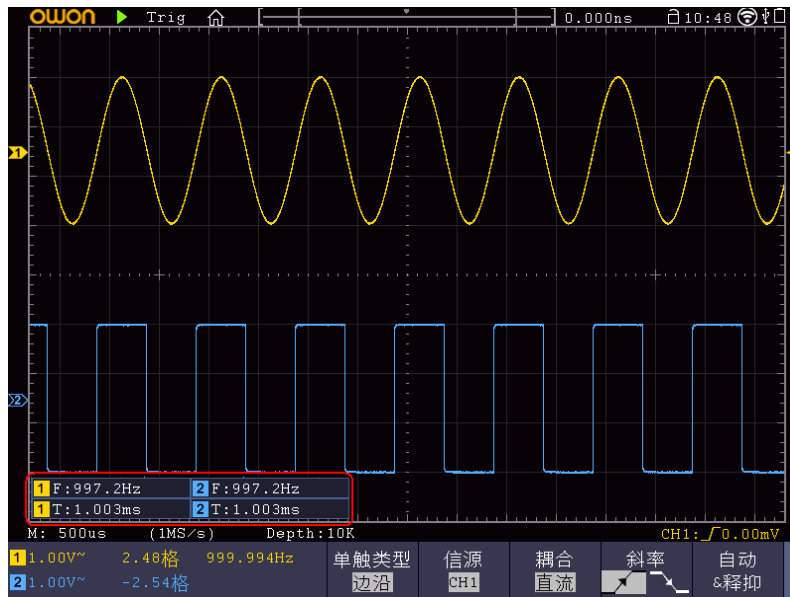 owon Trig 0.000ns 10:48
1
2
1 F:997.2Hz 2 F:997.2Hz
1 T:1.003ms 2 T:1.003ms
M: 500us (1MS/s) Depth:10K CH1: 0.00mV
1 1.00V~ 2.48格 999.994Hz 单触类型 信源 耦合 斜率 自动
2 1.00V~ -2.54格 边沿 CH1 直流 &释抑